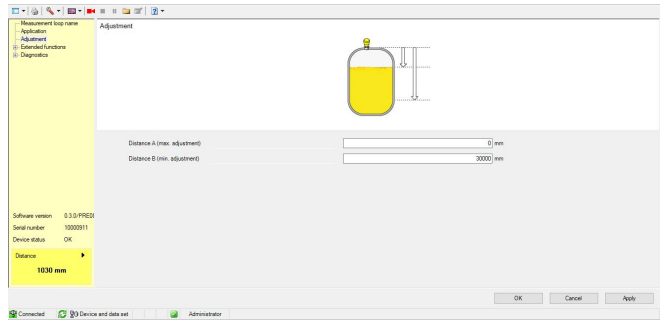 Measurement loop name
Application
Adjustment
Extended functions
Diagnostics
Adjustment
Distance A (max. adjustment)
0 mm
Distance B (min. adjustment)
30000 mm
Software version 0.3.0/PRED
Serial number 10000911
Device status OK
Distance
1030 mm
OK Cancel Apply
Connected Device and data set Administrator